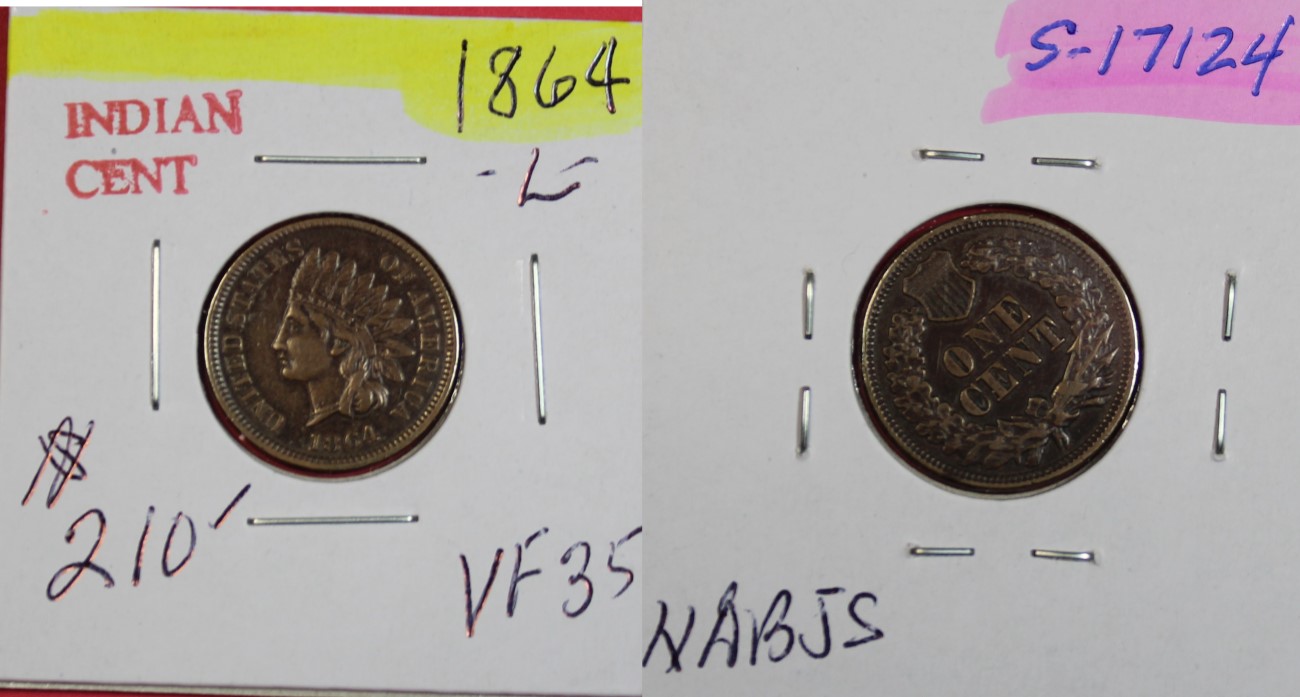 1864
INDIAN
CENT
-L-
UNITED STATES OF AMERICA
1864
$
210
VF35
S-17124
ONE
CENT
NABJS